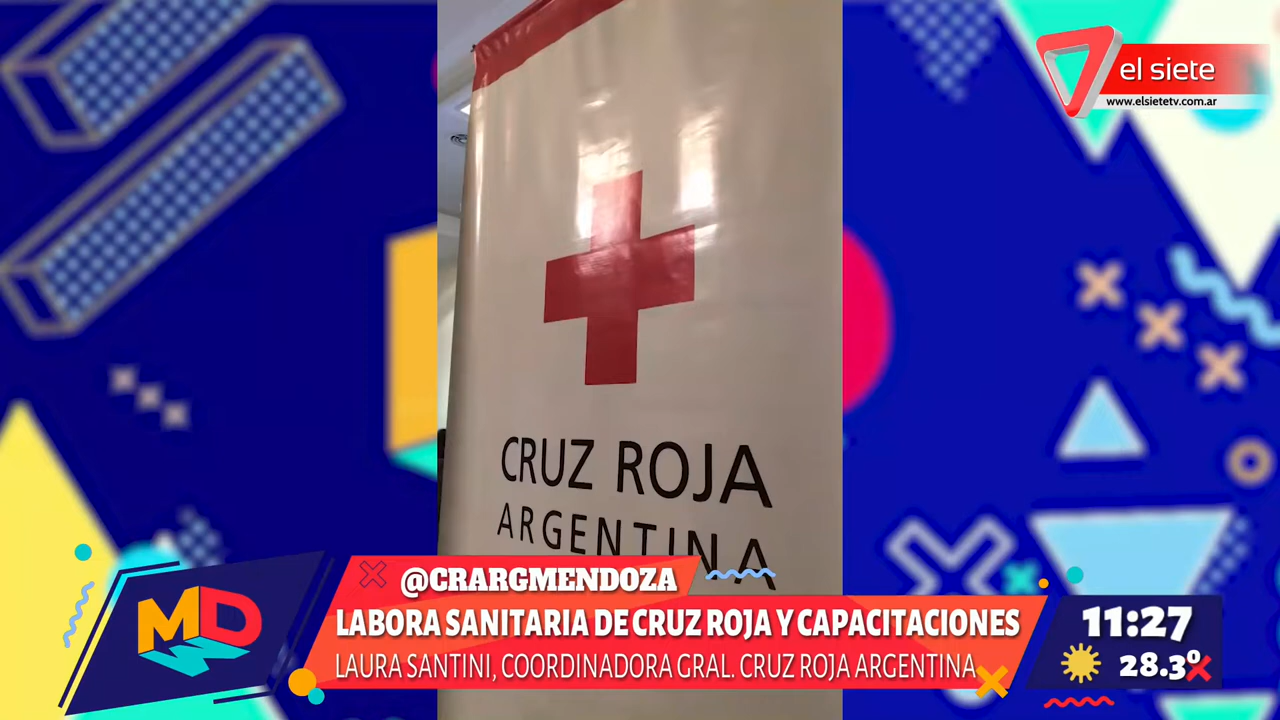 el siete
www.elsietetv.com.ar
CRUZ ROJA
ARGENTINA
@CRARGMENDOZA
LABORA SANITARIA DE CRUZ ROJA Y CAPACITACIONES
LAURA SANTINI, COORDINADORA GRAL. CRUZ ROJA ARGENTINA
MD
11:27
28.3º